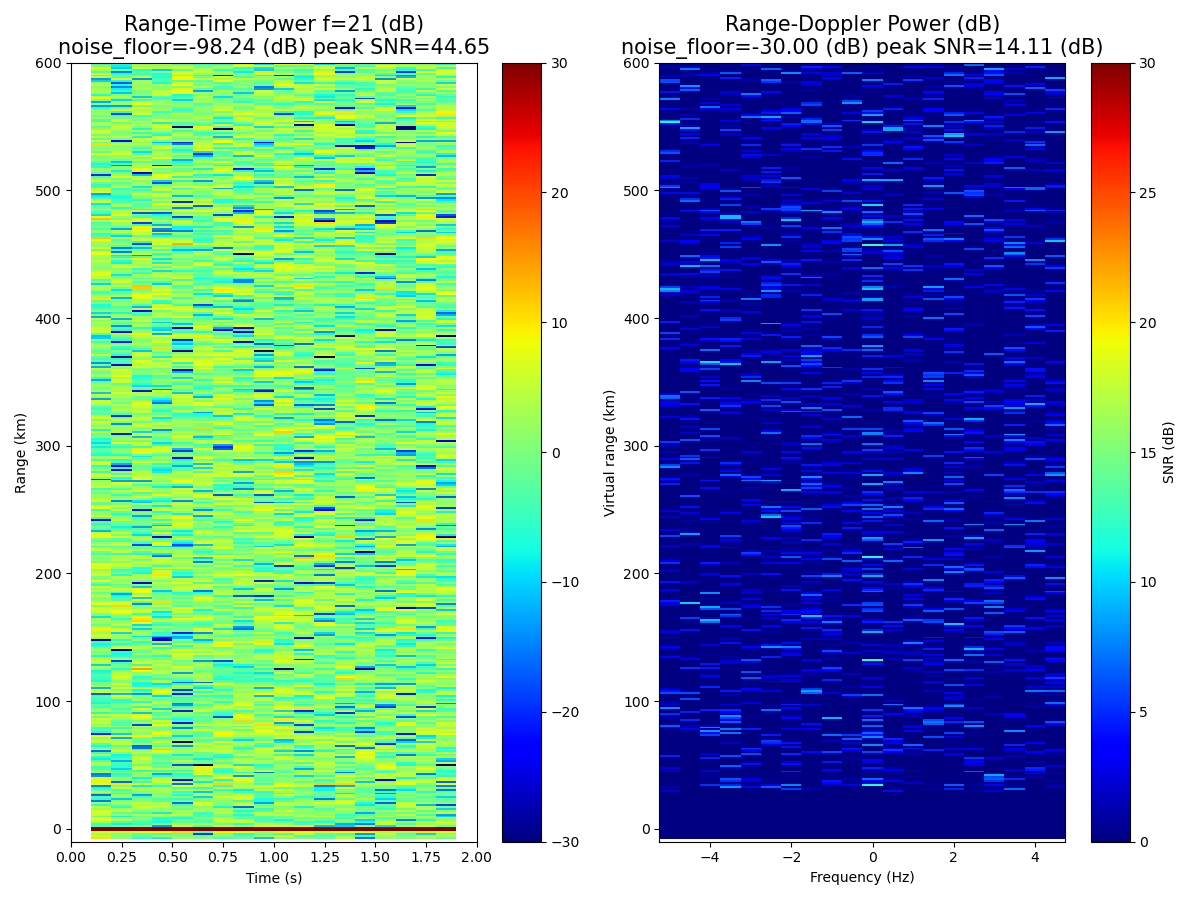 Range-Time Power f=21 (dB)
noise_floor=-98.24 (dB) peak SNR=44.65
600
500
400
300
200
100
0
Range (km)
0.00 0.25 0.50 0.75 1.00 1.25 1.50 1.75 2.00
Time (s)
30
20
10
0
−10
−20
−30
Range-Doppler Power (dB)
noise_floor=-30.00 (dB) peak SNR=14.11 (dB)
600
500
400
300
200
100
0
Virtual range (km)
−4 −2 0 2 4
Frequency (Hz)
30
25
20
15
10
5
0
SNR (dB)